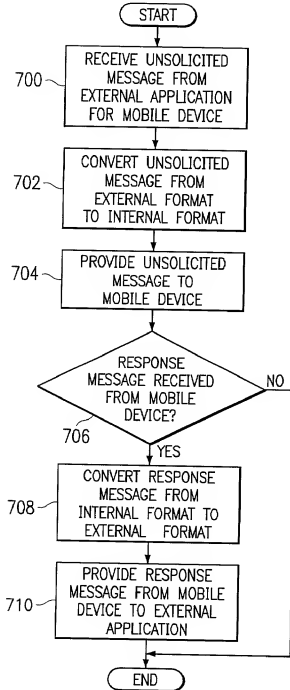 START
700
RECEIVE UNSOLICITED
MESSAGE FROM
EXTERNAL APPLICATION
FOR MOBILE DEVICE
702
CONVERT UNSOLICITED
MESSAGE FROM
EXTERNAL FORMAT
TO INTERNAL FORMAT
704
PROVIDE UNSOLICITED
MESSAGE TO
MOBILE DEVICE
RESPONSE
MESSAGE RECEIVED
FROM MOBILE
DEVICE?
NO
706
YES
708
CONVERT RESPONSE
MESSAGE FROM
INTERNAL FORMAT TO
EXTERNAL FORMAT
710
PROVIDE RESPONSE
MESSAGE FROM MOBILE
DEVICE TO EXTERNAL
APPLICATION
END